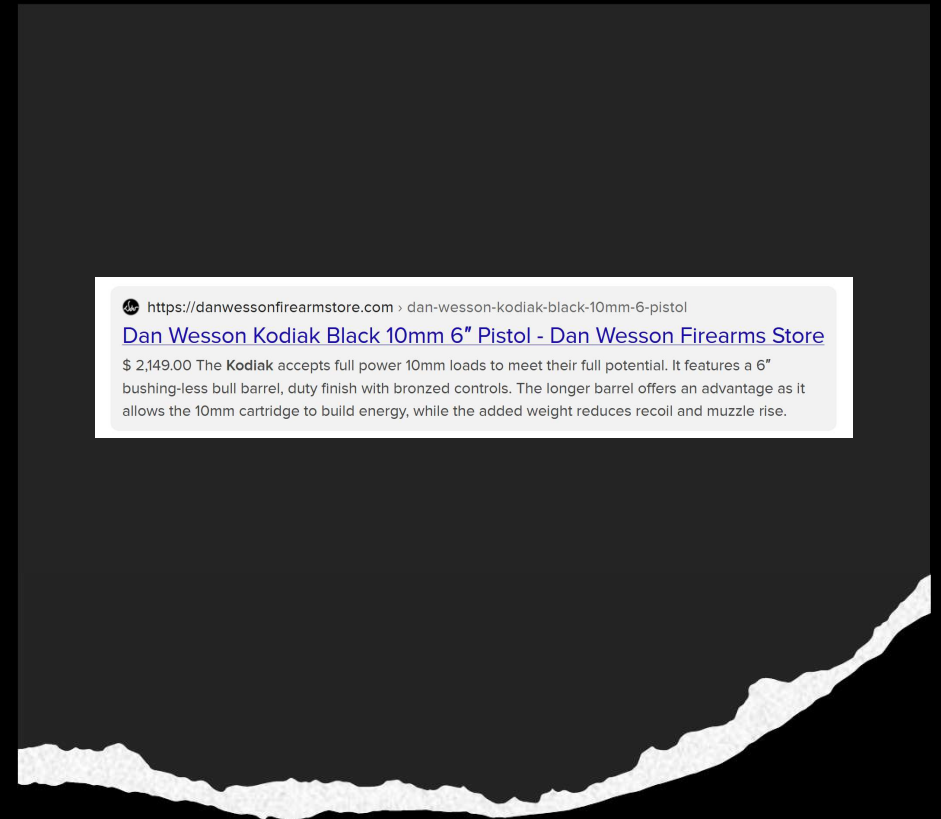 https://danwessonfirearmstore.com › dan-wesson-kodiak-black-10mm-6-pistol
Dan Wesson Kodiak Black 10mm 6″ Pistol - Dan Wesson Firearms Store
$ 2,149.00 The Kodiak accepts full power 10mm loads to meet their full potential. It features a 6″
bushing-less bull barrel, duty finish with bronzed controls. The longer barrel offers an advantage as it
allows the 10mm cartridge to build energy, while the added weight reduces recoil and muzzle rise.